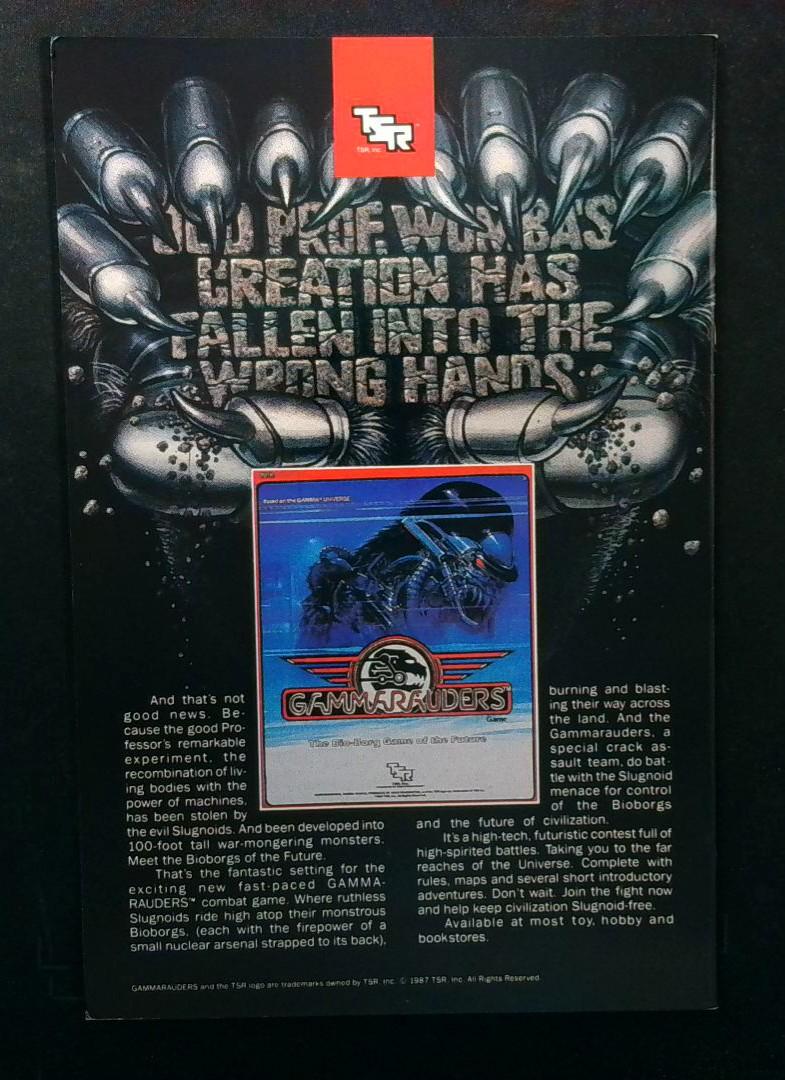 TSR
TSR, Inc.
OLD PROF. WOMBA'S
CREATION HAS
FALLEN INTO THE
WRONG HANDS.
Based on the GAMMA UNIVERSE
GAMMARAUDERS™
Game
The Bio-Borg Game of the Future
TSR
And that's not
good news. Be-
cause the good Pro-
fessor's remarkable
experiment, the
recombination of liv-
ing bodies with the
power of machines,
has been stolen by
the evil Slugnoids. And been developed into
100-foot tall war-mongering monsters.
Meet the Bioborgs of the Future.
That's the fantastic setting for the
exciting new fast-paced GAMMA-
RAUDERS™ combat game. Where ruthless
Slugnoids ride high atop their monstrous
Bioborgs, (each with the firepower of a
small nuclear arsenal strapped to its back),
burning and blast-
ing their way across
the land. And the
Gammarauders, a
special crack as-
sault team, do bat-
tle with the Slugnoid
menace for control
of the Bioborgs
and the future of civilization.
It's a high-tech, futuristic contest full of
high-spirited battles. Taking you to the far
reaches of the Universe. Complete with
rules, maps and several short introductory
adventures. Don't wait. Join the fight now
and help keep civilization Slugnoid-free.
Available at most toy, hobby and
bookstores.
GAMMARAUDERS and the TSR logo are trademarks owned by TSR, Inc. © 1987 TSR, Inc. All Rights Reserved.